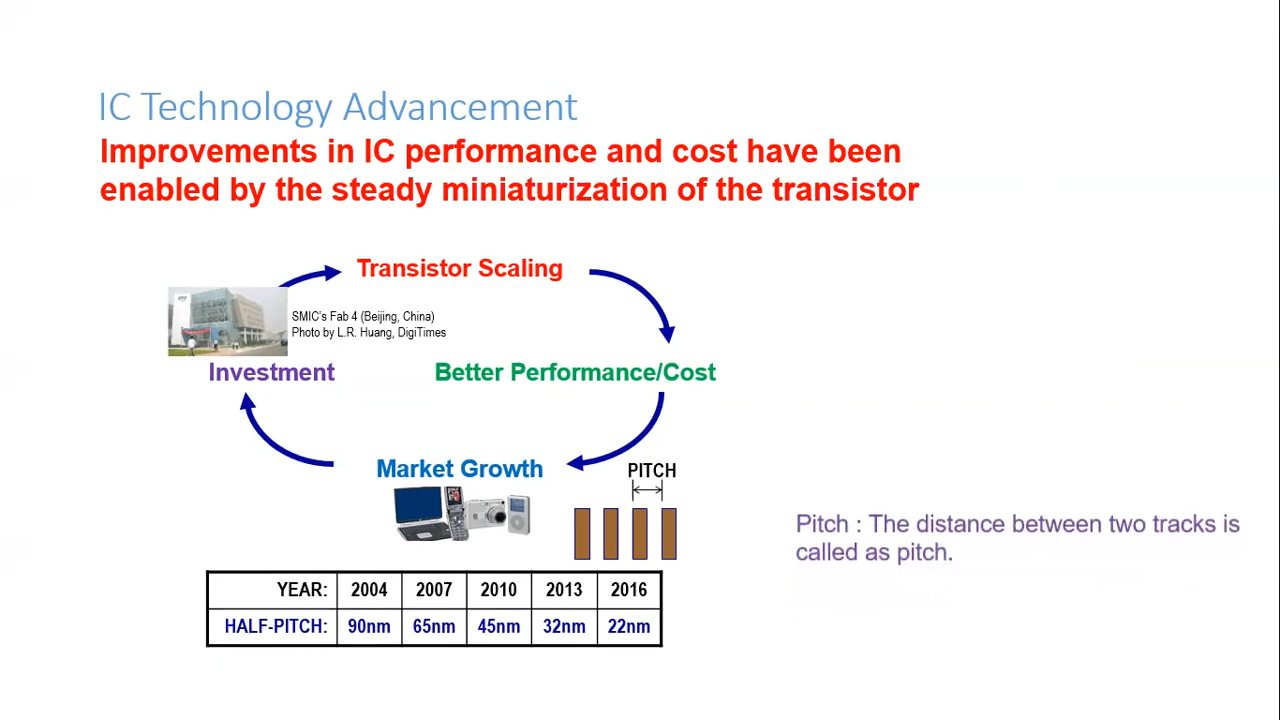 IC Technology Advancement
Improvements in IC performance and cost have been
enabled by the steady miniaturization of the transistor
Transistor Scaling
SMIC's Fab 4 (Beijing, China)
Photo by L.R. Huang, DigiTimes
Investment
Better Performance/Cost
Market Growth
PITCH
Pitch : The distance between two tracks is
called as pitch.
YEAR: 2004 2007 2010 2013 2016
HALF-PITCH: 90nm 65nm 45nm 32nm 22nm